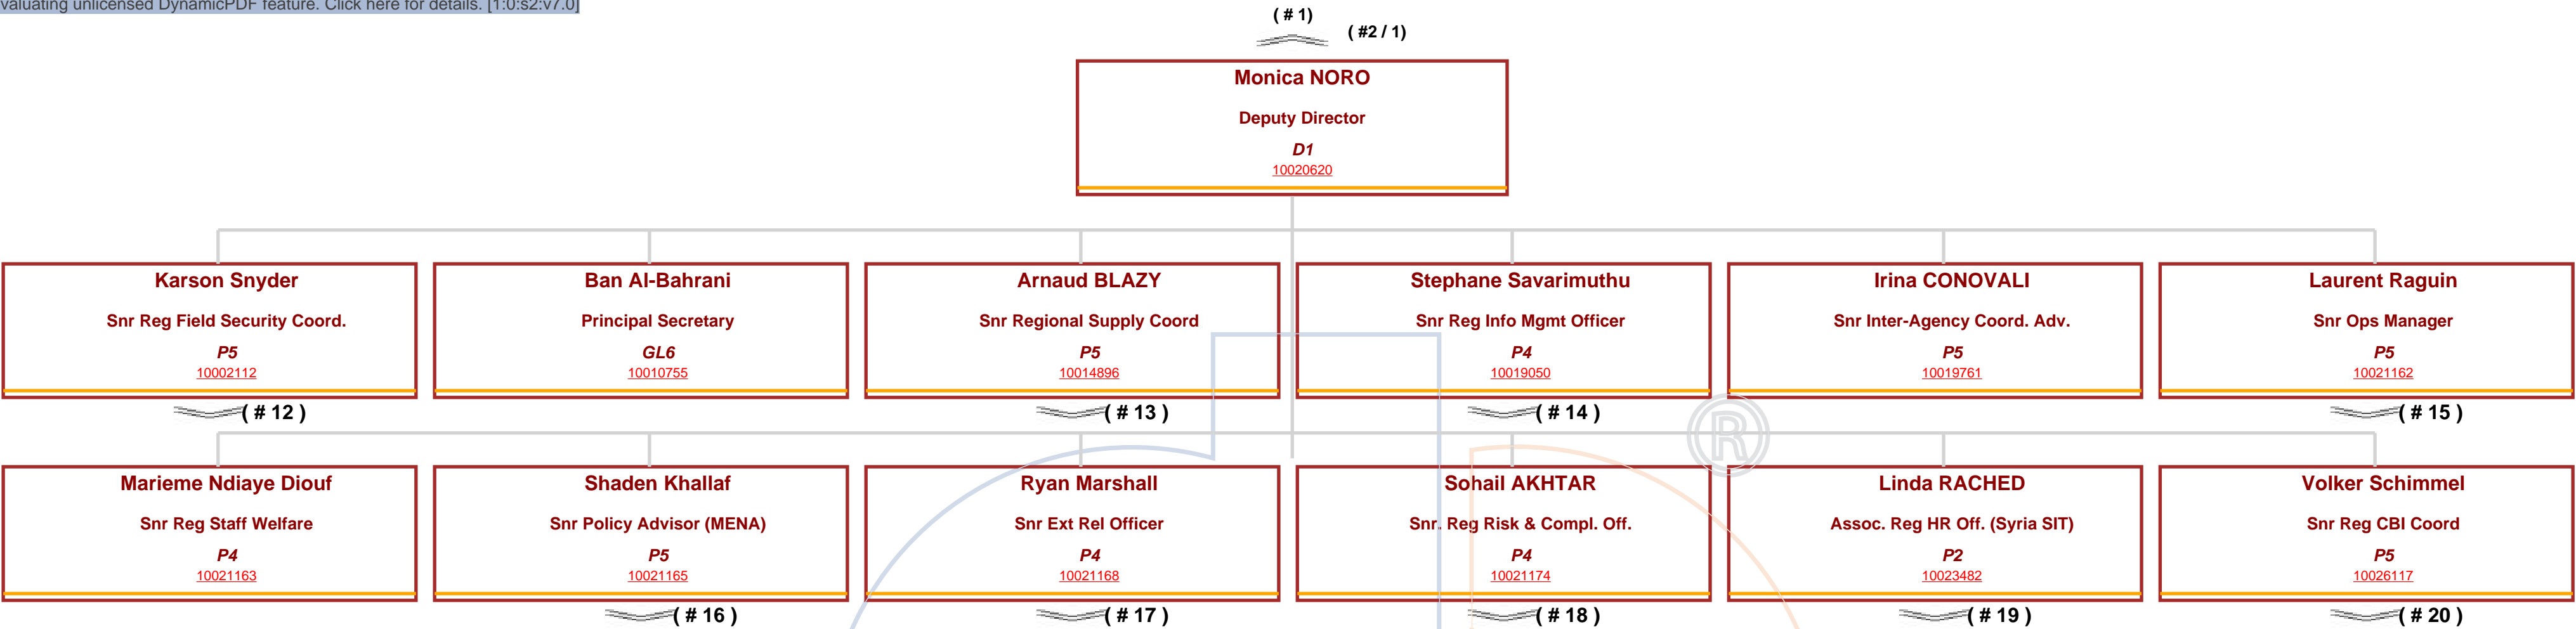 valuating unlicensed DynamicPDF feature. Click here for details. [1:0:s2:v7.0]
( # 1)
( #2 / 1)
Monica NORO
Deputy Director
D1
10020620
Karson Snyder
Snr Reg Field Security Coord.
P5
10002112
( # 12 )
Ban Al-Bahrani
Principal Secretary
GL6
10010755
Arnaud BLAZY
Snr Regional Supply Coord
P5
10014896
( # 13 )
Stephane Savarimuthu
Snr Reg Info Mgmt Officer
P4
10019050
( # 14 )
Irina CONOVALI
Snr Inter-Agency Coord. Adv.
P5
10019761
Laurent Raguin
Snr Ops Manager
P5
10021162
( # 15 )
Marieme Ndiaye Diouf
Snr Reg Staff Welfare
P4
10021163
Shaden Khallaf
Snr Policy Advisor (MENA)
P5
10021165
( # 16 )
Ryan Marshall
Snr Ext Rel Officer
P4
10021168
( # 17 )
Sohail AKHTAR
Snr. Reg Risk & Compl. Off.
P4
10021174
( # 18 )
Linda RACHED
Assoc. Reg HR Off. (Syria SIT)
P2
10023482
( # 19 )
Volker Schimmel
Snr Reg CBI Coord
P5
10026117
( # 20 )
®